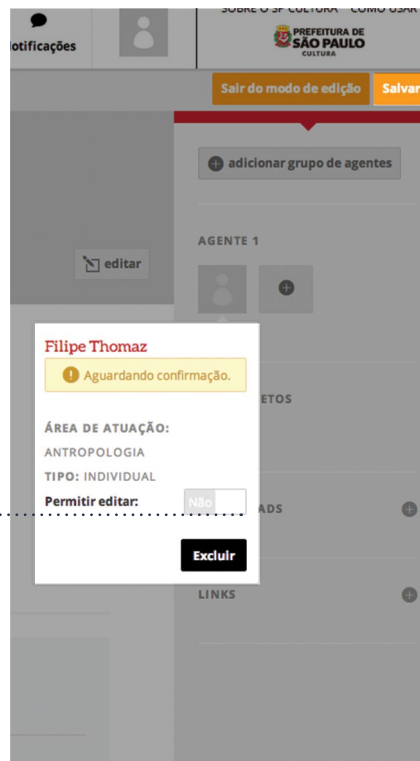 SOBRE O SP CULTURA COMO USAR
otificações
PREFEITURA DE
SÃO PAULO
CULTURA
Sair do modo de edição
Salvar
adicionar grupo de agentes
AGENTE 1
editar
Filipe Thomaz
Aguardando confirmação.
ETOS
ÁREA DE ATUAÇÃO:
ANTROPOLOGIA
TIPO: INDIVIDUAL
Permitir editar: Não
ADS
Excluir
LINKS